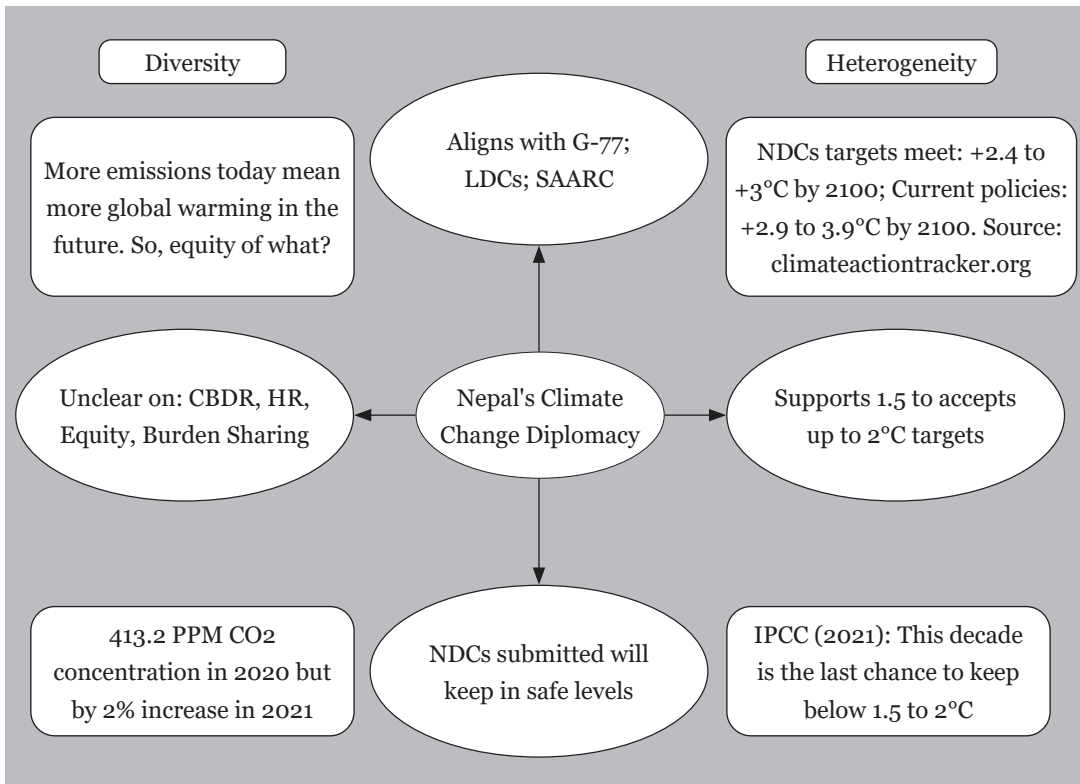 Diversity
Heterogeneity
Aligns with G-77;
LDCs; SAARC
More emissions today mean
more global warming in the
future. So, equity of what?
NDCs targets meet: +2.4 to
+3°C by 2100; Current policies:
+2.9 to 3.9°C by 2100. Source:
climateactiontracker.org
Unclear on: CBDR, HR,
Equity, Burden Sharing
Nepal's Climate
Change Diplomacy
Supports 1.5 to accepts
up to 2°C targets
413.2 PPM CO2
concentration in 2020 but
by 2% increase in 2021
NDCs submitted will
keep in safe levels
IPCC (2021): This decade
is the last chance to keep
below 1.5 to 2°C